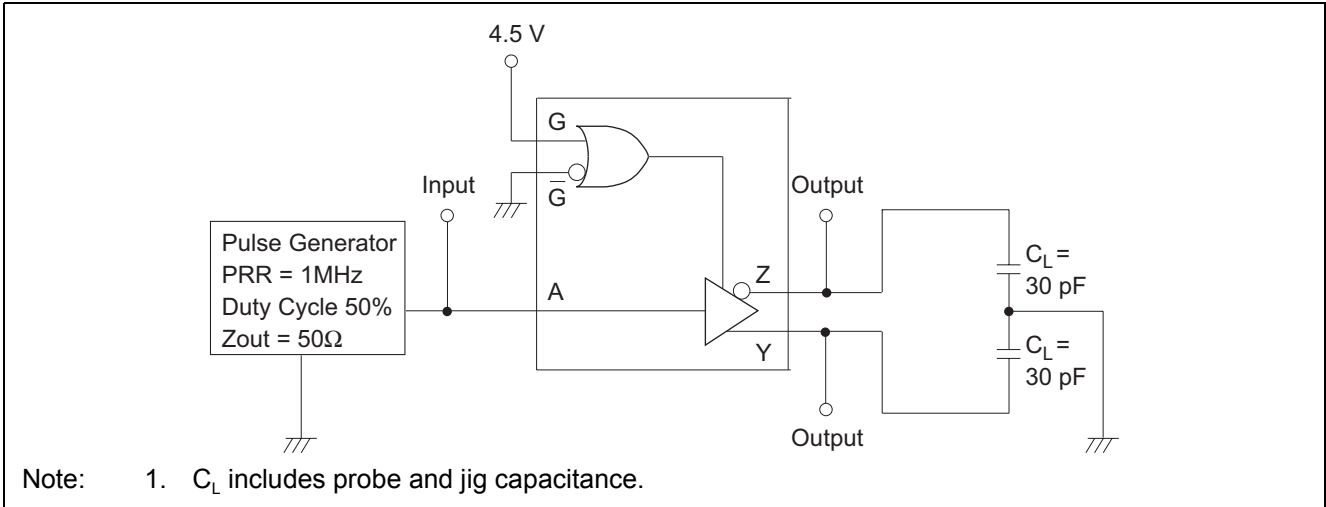 4.5 V
G
G̅
Input
Output
Pulse Generator
PRR = 1MHz
Duty Cycle 50%
Zout = 50Ω
A
Z
Y
C_L =
30 pF
C_L =
30 pF
Output
Note: 1. C_L includes probe and jig capacitance.